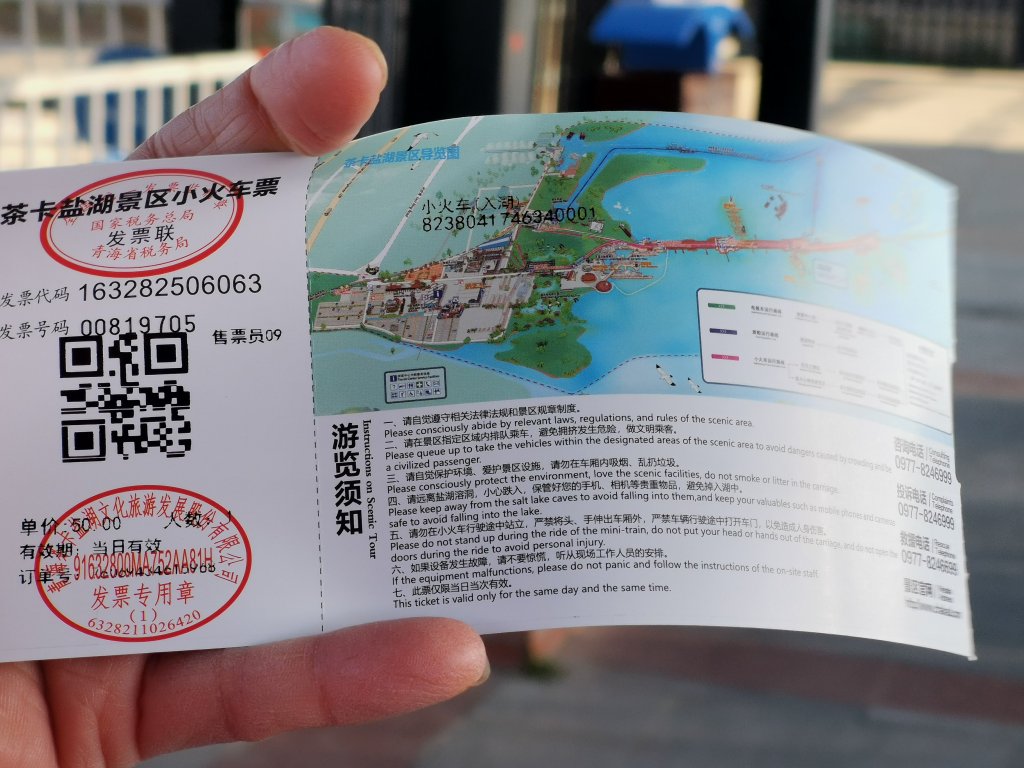 茶卡盐湖景区小火车票
国家税务总局
发票联
青海省税务局
发票代码 163282506063
发票号码 00819705
售票员09
单价: 50.00 人数: 1
有效期: 当日有效
订单号:
91632800MA752AA81H
发票专用章
(1)
6328211026420
茶卡盐湖景区导览图
小火车(入湖)
8238041746340001
游览须知
Instructions on Scenic Tour
一、请自觉遵守相关法律法规和景区规章制度。
Please consciously abide by relevant laws, regulations, and rules of the scenic area.
二、请在景区指定区域内排队乘车，避免拥挤发生危险，做文明乘客。
Please queue up to take the vehicles within the designated areas of the scenic area to avoid dangers caused by crowding and be
a civilized passenger.
三、请自觉保护环境、爱护景区设施，请勿在车厢内吸烟、乱扔垃圾。
Please consciously protect the environment, love the scenic facilities, do not smoke or litter in the carriage.
四、请远离盐湖溶洞，小心跌入，保管好您的手机、相机等贵重物品，避免掉入湖中。
Please keep away from the salt lake caves to avoid falling into them,and keep your valuables such as mobile phones and cameras
safe to avoid falling into the lake.
五、请勿在小火车行驶途中站立，严禁将头、手伸出车厢外，严禁车辆行驶途中打开车门，以免造成人身伤害。
Please do not stand up during the ride of the mini-train, do not put your head or hands out of the carriage, and do not open the
doors during the ride to avoid personal injury.
六、如果设备发生故障，请不要惊慌，听从现场工作人员的安排。
If the equipment malfunctions, please do not panic and follow the instructions of the on-site staff.
七、此票仅限当日当次有效。
This ticket is valid only for the same day and the same time.
咨询电话 Consulting Telephone
0977-8246999
投诉电话 Complaints Telephone
0977-8246999
救援电话 Rescue Telephone
0977-8246699